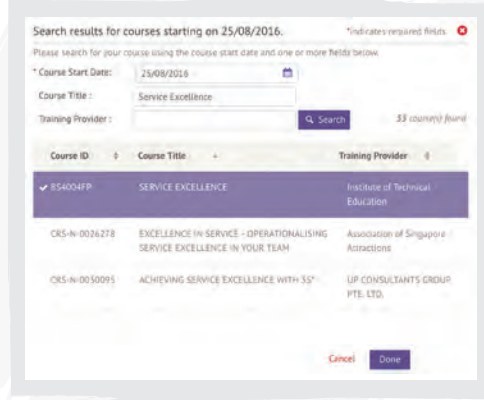 Search results for courses starting on 25/08/2016. *indicates required fields
Please search for your course using the course start date and one or more fields below.
* Course Start Date: 25/08/2016
Course Title : Service Excellence
Training Provider : Search 33 course(s) found
Course ID Course Title Training Provider
BS4004FP SERVICE EXCELLENCE Institute of Technical
Education
CRS-N-0026278 EXCELLENCE IN SERVICE - OPERATIONALISING Association of Singapore
SERVICE EXCELLENCE IN YOUR TEAM Attractions
CRS-N-0050095 ACHIEVING SERVICE EXCELLENCE WITH 5S* UP CONSULTANTS GROUP
PTE. LTD.
Cancel Done